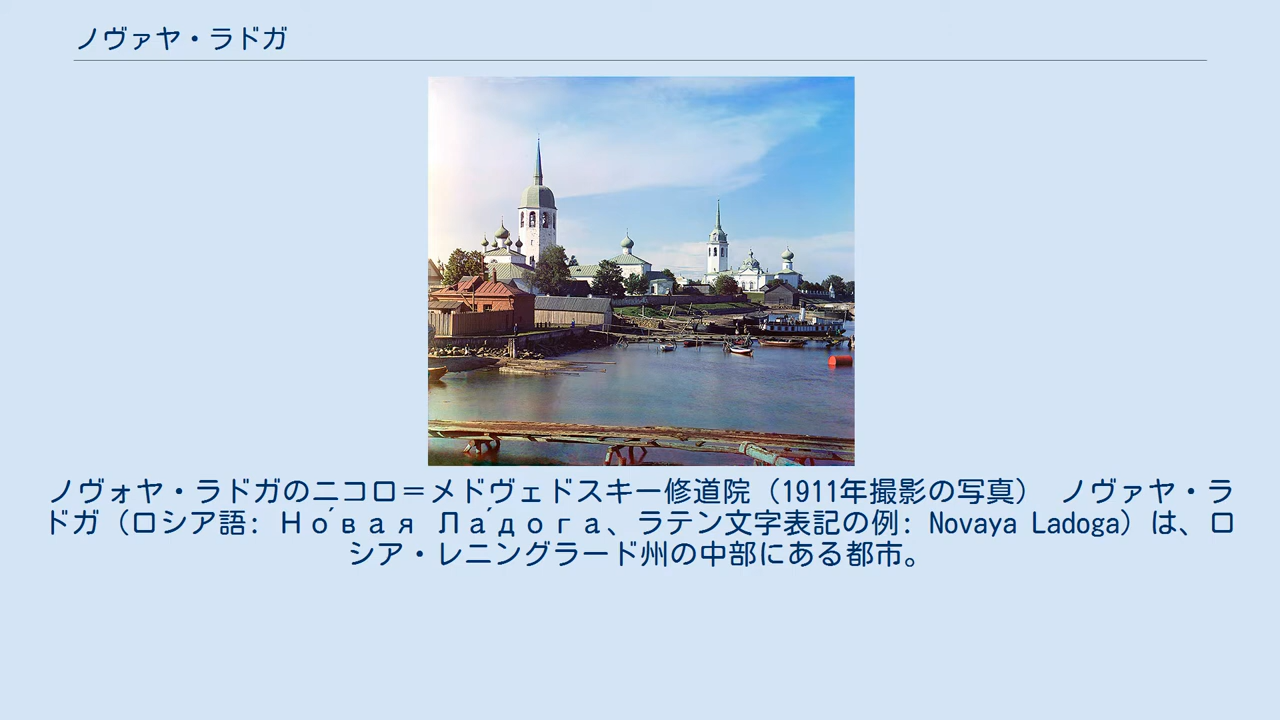 ノヴァヤ・ラドガ
ノヴォヤ・ラドガのニコロ＝メドヴェドスキー修道院（1911年撮影の写真） ノヴァヤ・ラ
ドガ（ロシア語: Но́вая Ла́дога、ラテン文字表記の例: Novaya Ladoga）は、ロ
シア・レニングラード州の中部にある都市。